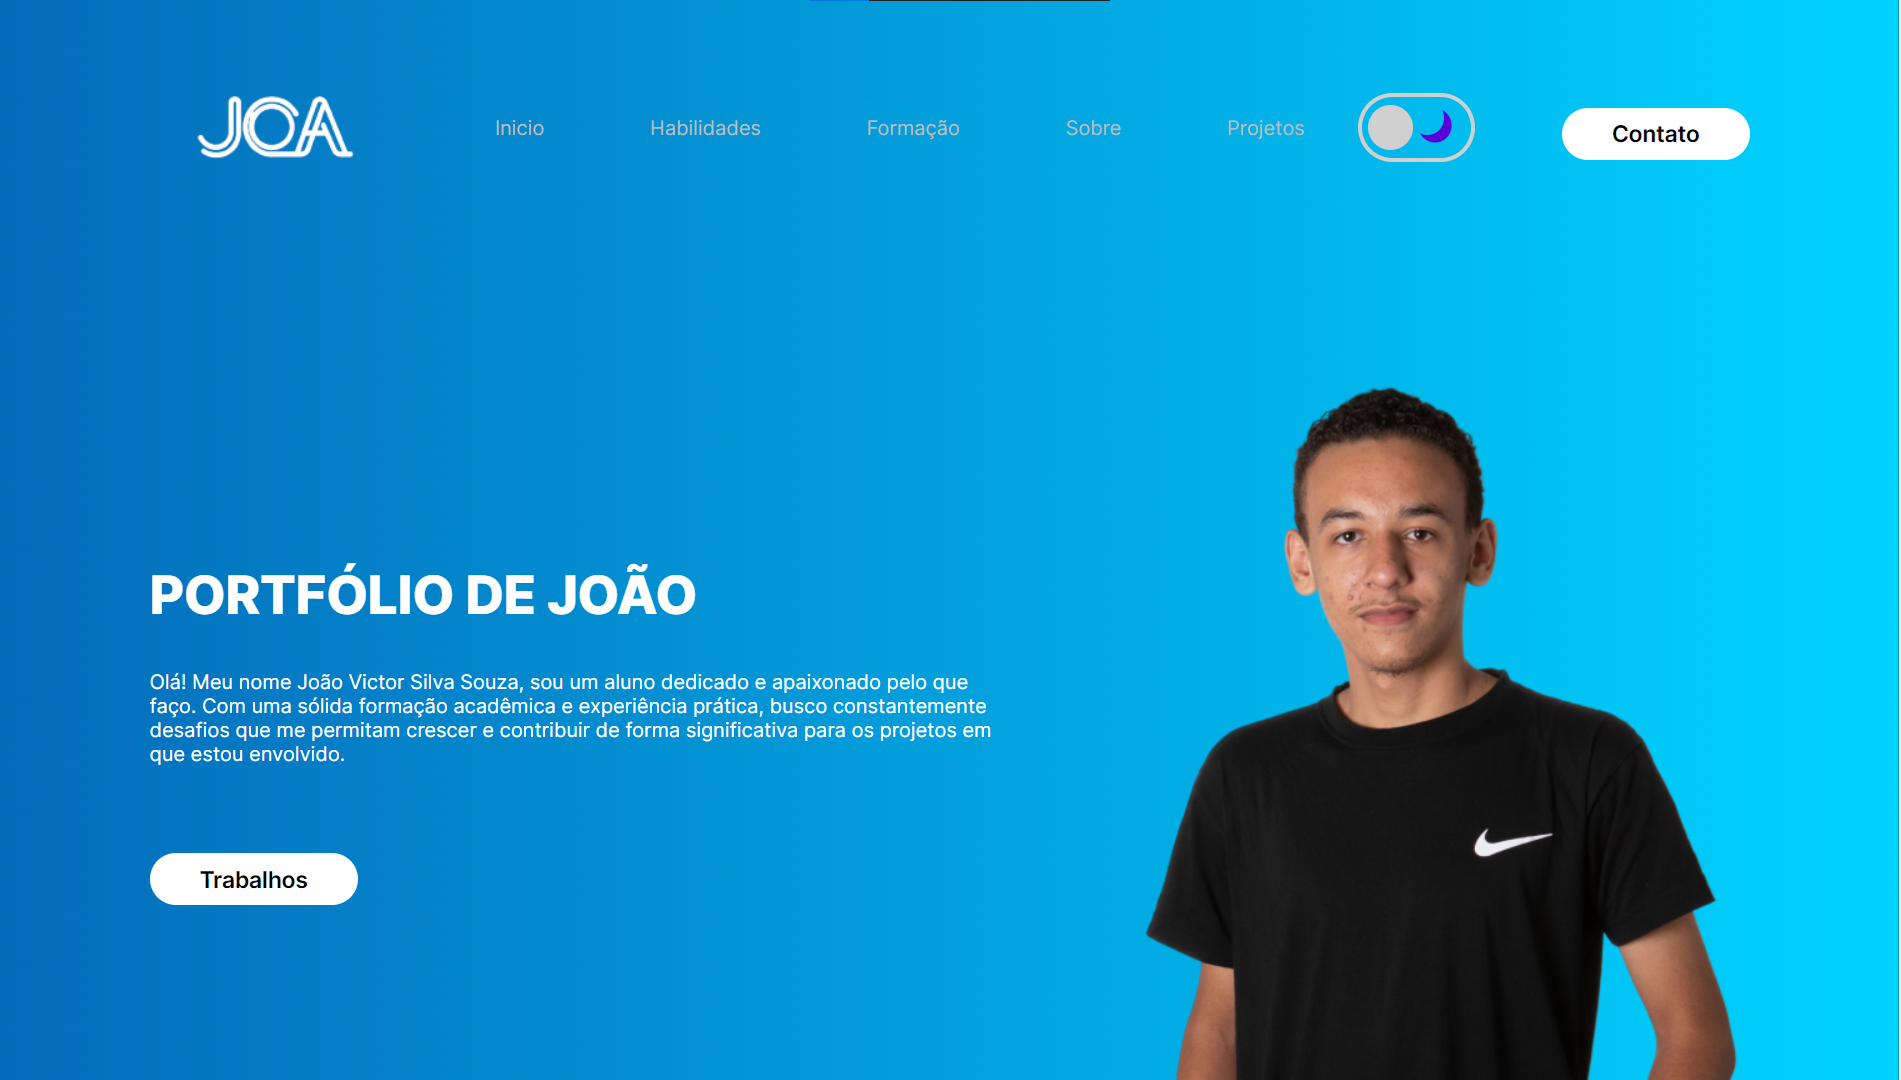 JOA
Inicio
Habilidades
Formação
Sobre
Projetos
Contato
PORTFÓLIO DE JOÃO
Olá! Meu nome João Victor Silva Souza, sou um aluno dedicado e apaixonado pelo que
faço. Com uma sólida formação acadêmica e experiência prática, busco constantemente
desafios que me permitam crescer e contribuir de forma significativa para os projetos em
que estou envolvido.
Trabalhos